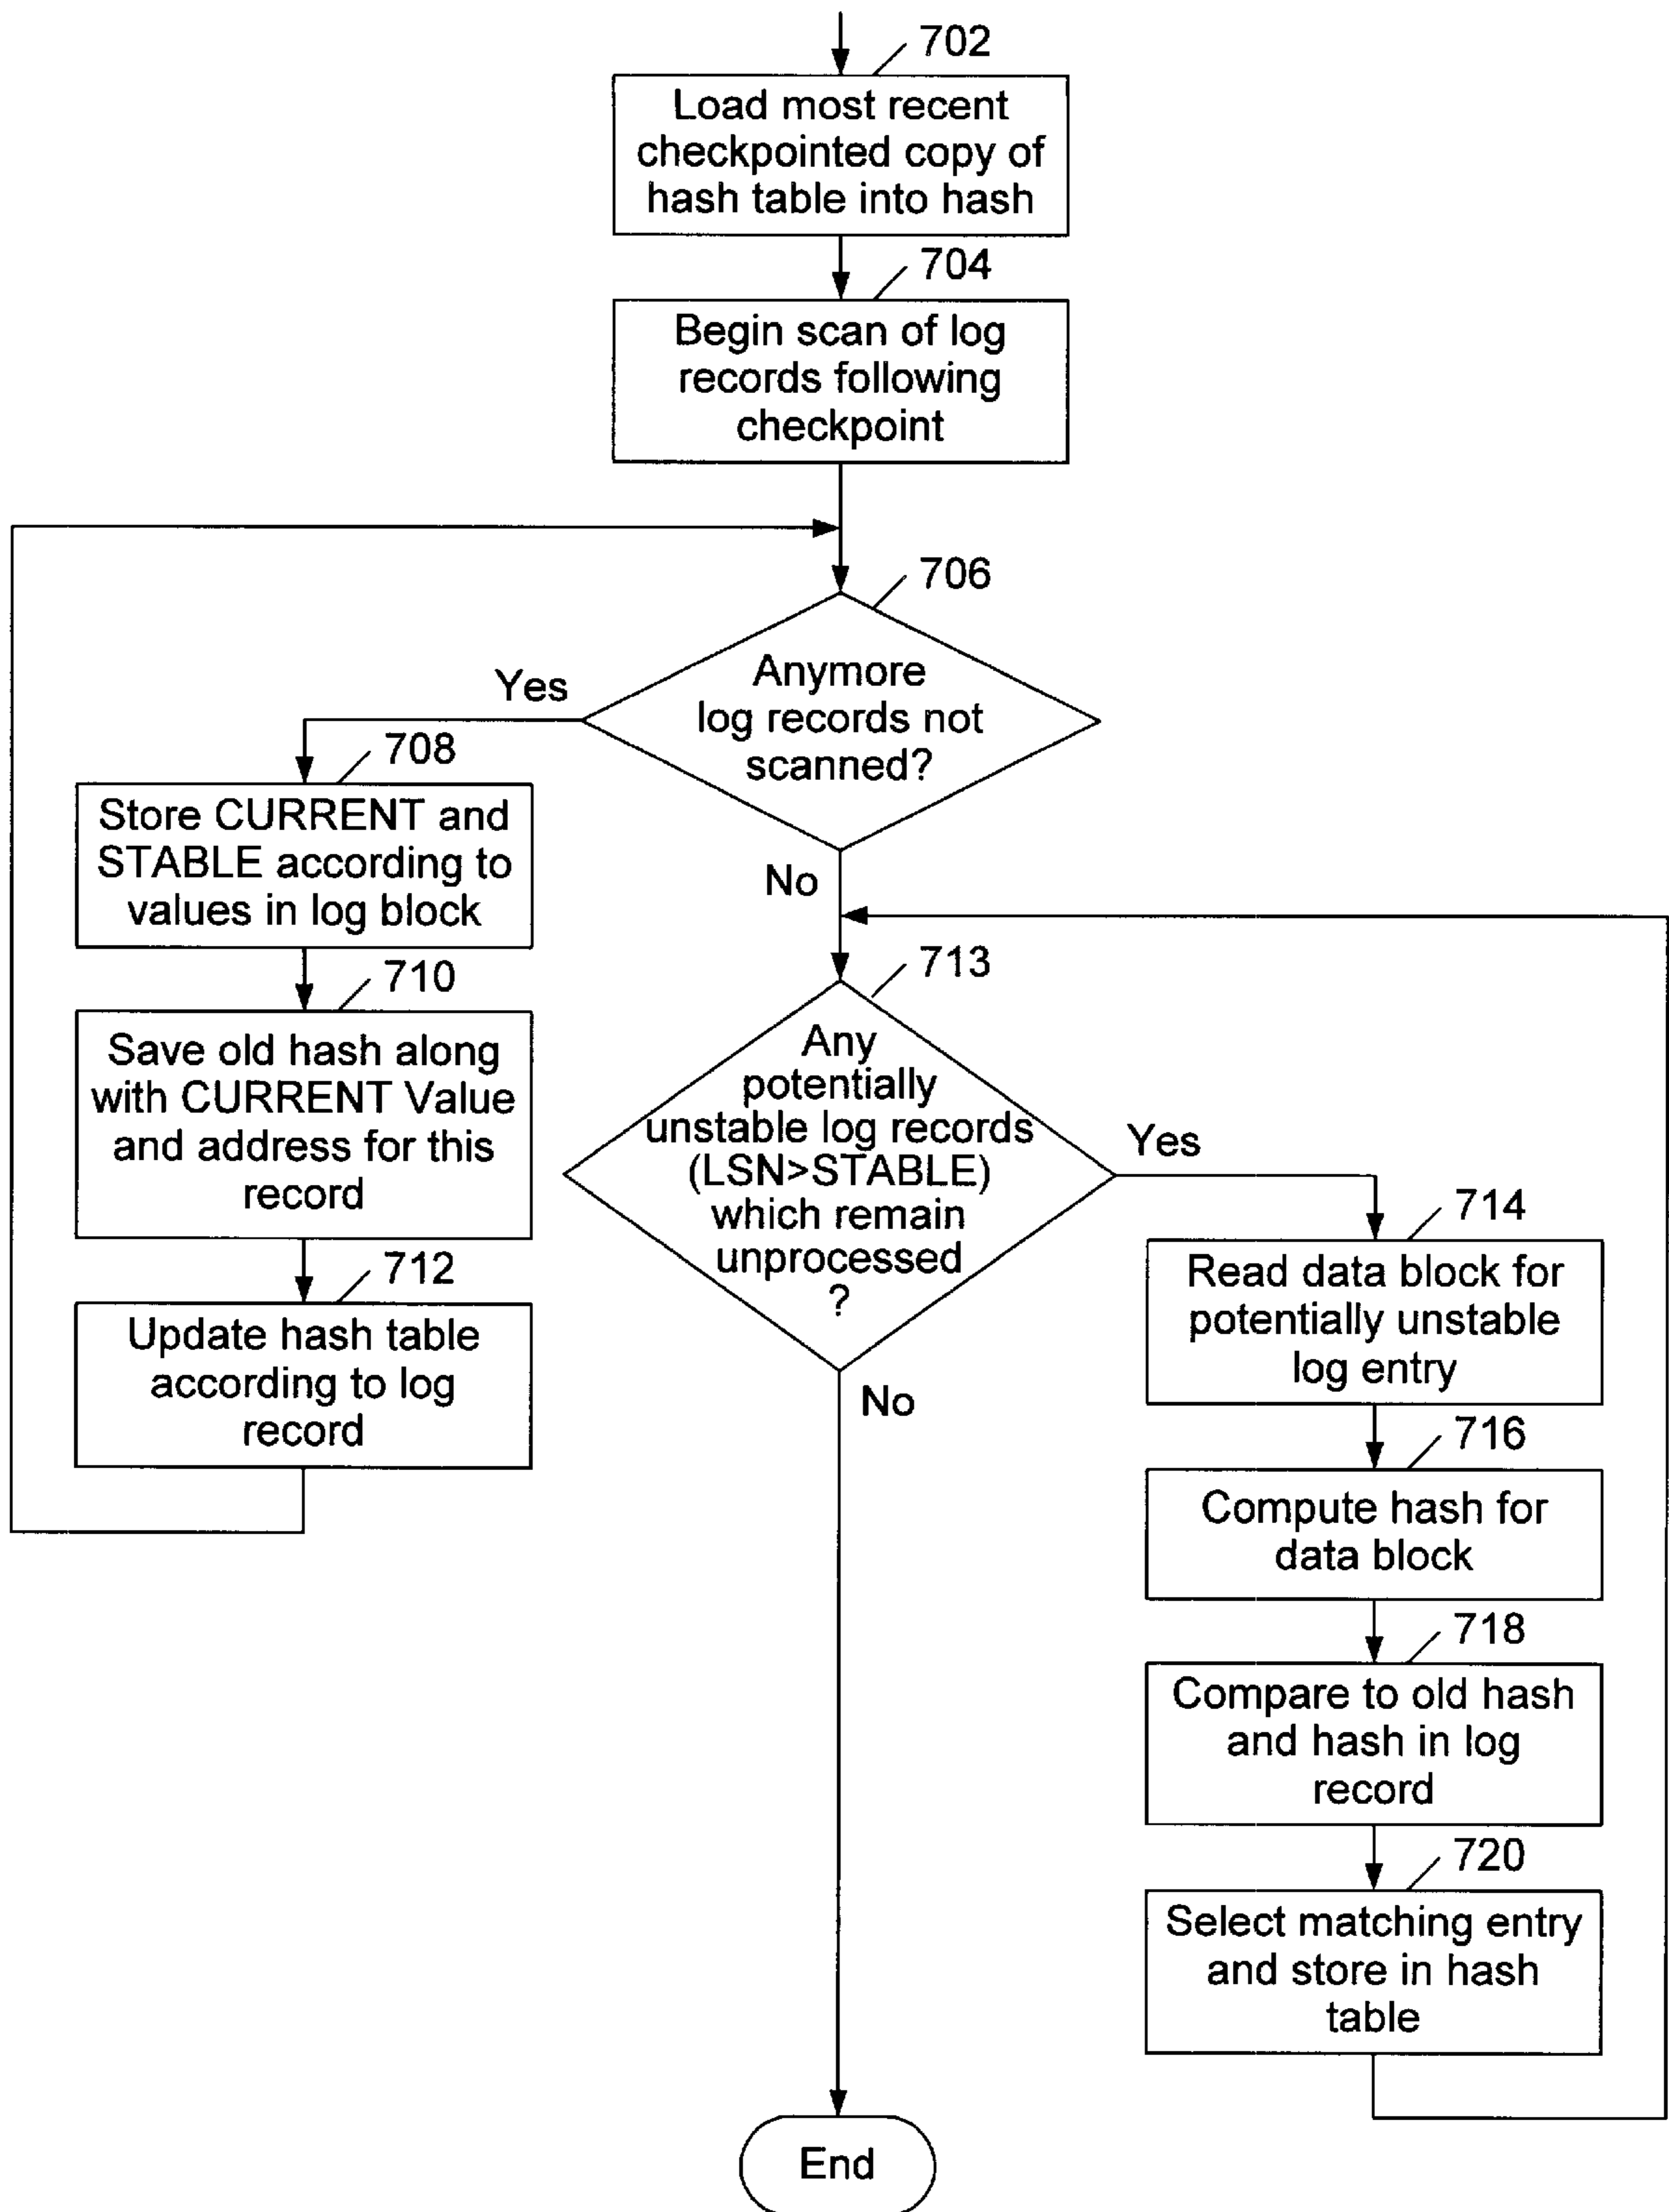 702
Load most recent
checkpointed copy of
hash table into hash
704
Begin scan of log
records following
checkpoint
706
Anymore
log records not
scanned?
Yes
No
708
Store CURRENT and
STABLE according to
values in log block
710
Save old hash along
with CURRENT Value
and address for this
record
712
Update hash table
according to log
record
713
Any
potentially
unstable log records
(LSN>STABLE)
which remain
unprocessed
?
Yes
No
714
Read data block for
potentially unstable
log entry
716
Compute hash for
data block
718
Compare to old hash
and hash in log
record
720
Select matching entry
and store in hash
table
End